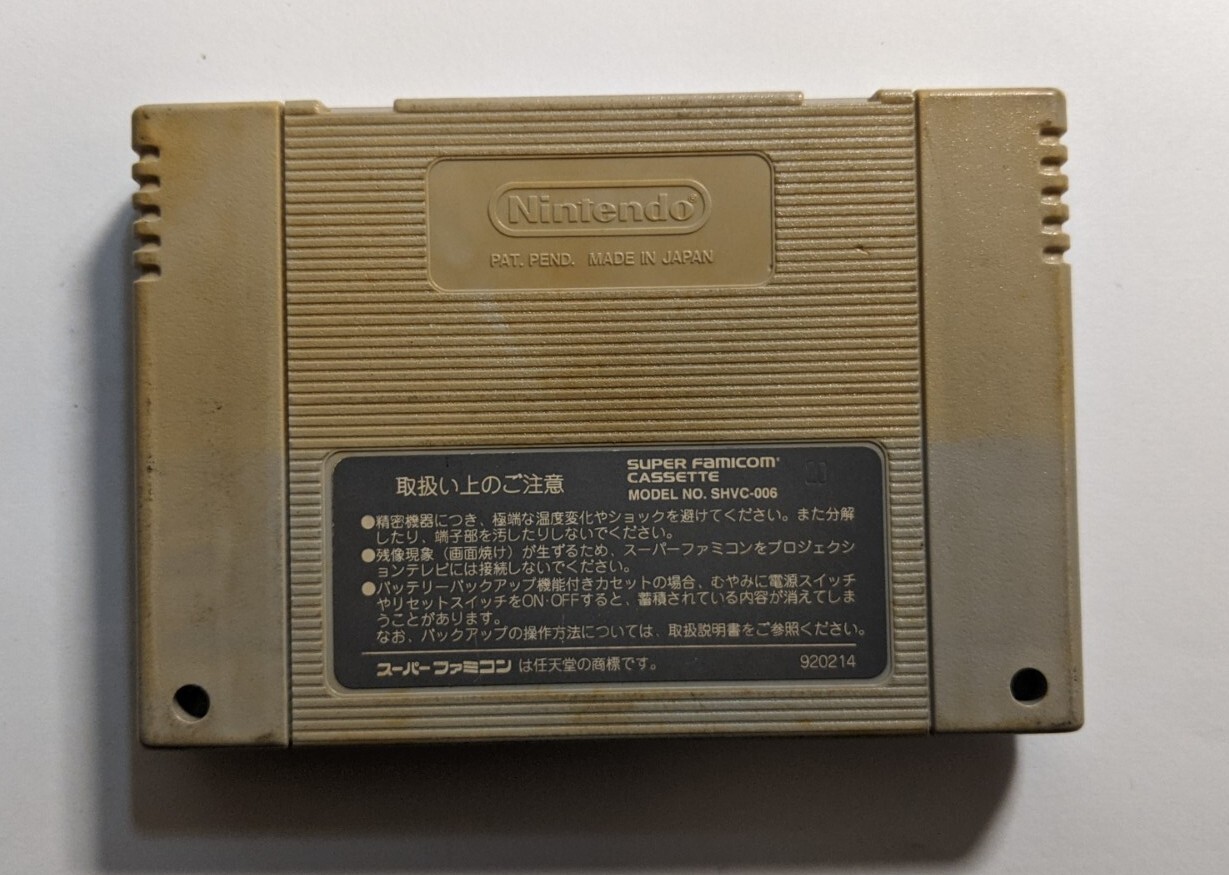 Nintendo®
PAT. PEND. MADE IN JAPAN
取扱い上のご注意
SUPER FAMICOM
CASSETTE
MODEL NO. SHVC-006
●精密機器につき、極端な温度変化やショックを避けてください。また分解
したり、端子部を汚したりしないでください。
●残像現象（画面焼け）が生ずるため、スーパーファミコンをプロジェクシ
ョンテレビには接続しないでください。
●バッテリーバックアップ機能付きカセットの場合、むやみに電源スイッチ
やリセットスイッチをON·OFFすると、蓄積されている内容が消えてしま
うことがあります。
なお、バックアップの操作方法については、取扱説明書をご参照ください。
スーパーファミコン は任天堂の商標です。
920214